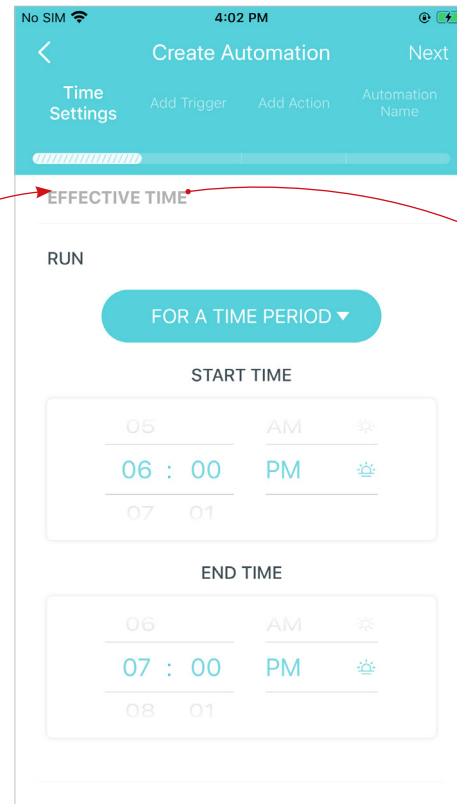 No SIM 4:02 PM
Create Automation Next
Time Settings Add Trigger Add Action Automation Name
EFFECTIVE TIME
RUN
FOR A TIME PERIOD
START TIME
05 AM
06 : 00 PM
07 01
END TIME
06 AM
07 : 00 PM
08 01